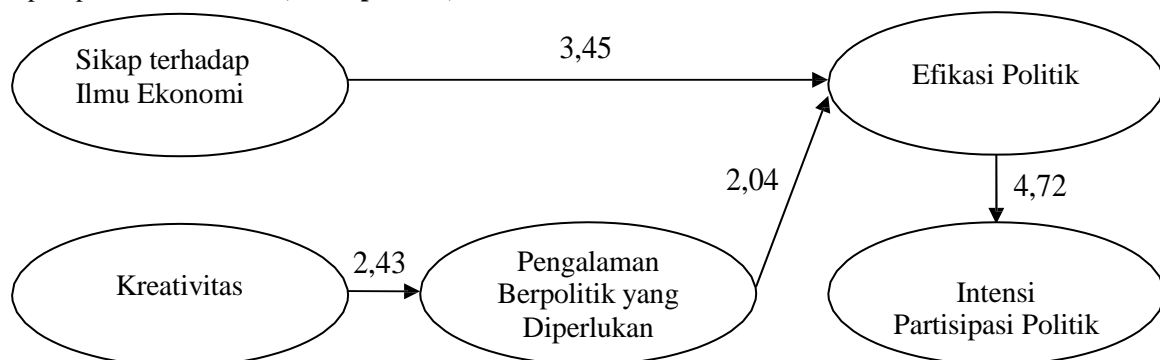 Sikap terhadap
Ilmu Ekonomi
3,45
Efikasi Politik
2,04
4,72
Kreativitas
2,43
Pengalaman
Berpolitik yang
Diperlukan
Intensi
Partisipasi Politik